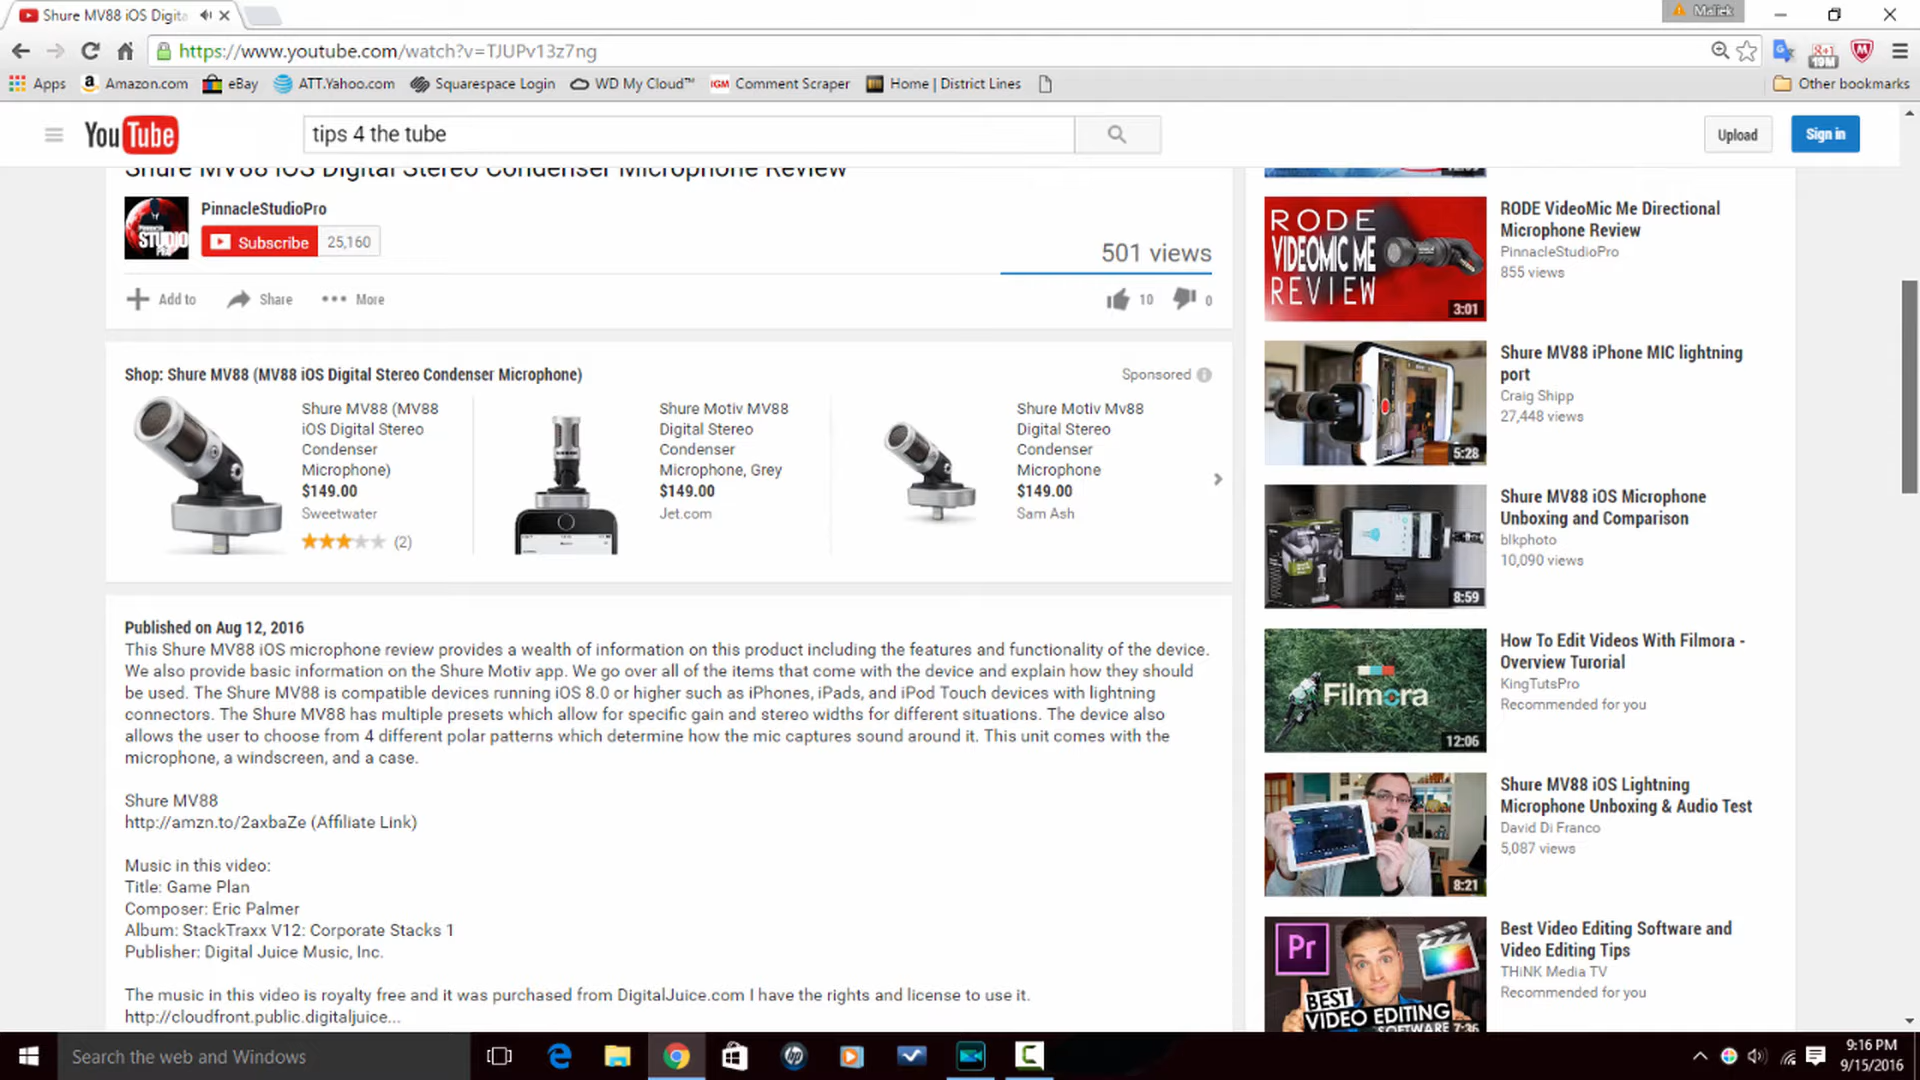 Shure MV88 iOS Digita
Maliek
https://www.youtube.com/watch?v=TJUPv13z7ng
Apps
Amazon.com
eBay
ATT.Yahoo.com
Squarespace Login
WD My Cloud™
IGM Comment Scraper
Home | District Lines
Other bookmarks
YouTube
tips 4 the tube
Upload
Sign in
Shure MV88 iOS Digital Stereo Condenser Microphone Review
PinnacleStudioPro
Subscribe 25,160
501 views
Add to
Share
More
10
0
Shop: Shure MV88 (MV88 iOS Digital Stereo Condenser Microphone)
Sponsored
Shure MV88 (MV88
iOS Digital Stereo
Condenser
Microphone)
$149.00
Sweetwater
(2)
Shure Motiv MV88
Digital Stereo
Condenser
Microphone, Grey
$149.00
Jet.com
Shure Motiv Mv88
Digital Stereo
Condenser
Microphone
$149.00
Sam Ash
Published on Aug 12, 2016
This Shure MV88 iOS microphone review provides a wealth of information on this product including the features and functionality of the device.
We also provide basic information on the Shure Motiv app. We go over all of the items that come with the device and explain how they should
be used. The Shure MV88 is compatible devices running iOS 8.0 or higher such as iPhones, iPads, and iPod Touch devices with lightning
connectors. The Shure MV88 has multiple presets which allow for specific gain and stereo widths for different situations. The device also
allows the user to choose from 4 different polar patterns which determine how the mic captures sound around it. This unit comes with the
microphone, a windscreen, and a case.
Shure MV88
http://amzn.to/2axbaZe (Affiliate Link)
Music in this video:
Title: Game Plan
Composer: Eric Palmer
Album: StackTraxx V12: Corporate Stacks 1
Publisher: Digital Juice Music, Inc.
The music in this video is royalty free and it was purchased from DigitalJuice.com I have the rights and license to use it.
http://cloudfront.public.digitaljuice...
RODE
VIDEOMIC ME
REVIEW
3:01
RODE VideoMic Me Directional
Microphone Review
PinnacleStudioPro
855 views
5:28
Shure MV88 iPhone MIC lightning
port
Craig Shipp
27,448 views
8:59
Shure MV88 iOS Microphone
Unboxing and Comparison
blkphoto
10,090 views
Filmora
12:06
How To Edit Videos With Filmora -
Overview Turorial
KingTutsPro
Recommended for you
8:21
Shure MV88 iOS Lightning
Microphone Unboxing & Audio Test
David Di Franco
5,087 views
Pr
BEST
VIDEO EDITING
SOFTWARE
7:36
Best Video Editing Software and
Video Editing Tips
THiNK Media TV
Recommended for you
Search the web and Windows
9:16 PM
9/15/2016